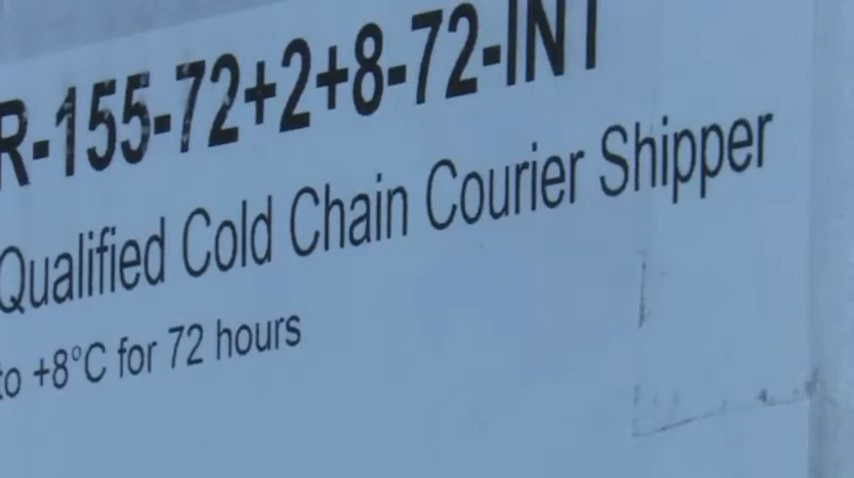 R-155-72+2+8-72-INT
Qualified Cold Chain Courier Shipper
to +8°C for 72 hours